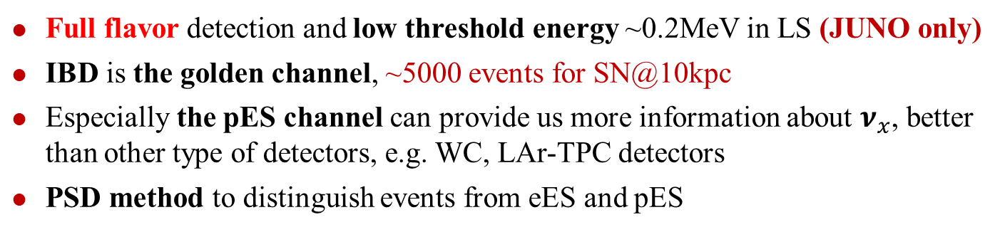 • Full flavor detection and low threshold energy ~0.2MeV in LS (JUNO only)
• IBD is the golden channel, ~5000 events for SN@10kpc
• Especially the pES channel can provide us more information about 𝝂ₓ, better
than other type of detectors, e.g. WC, LAr-TPC detectors
• PSD method to distinguish events from eES and pES